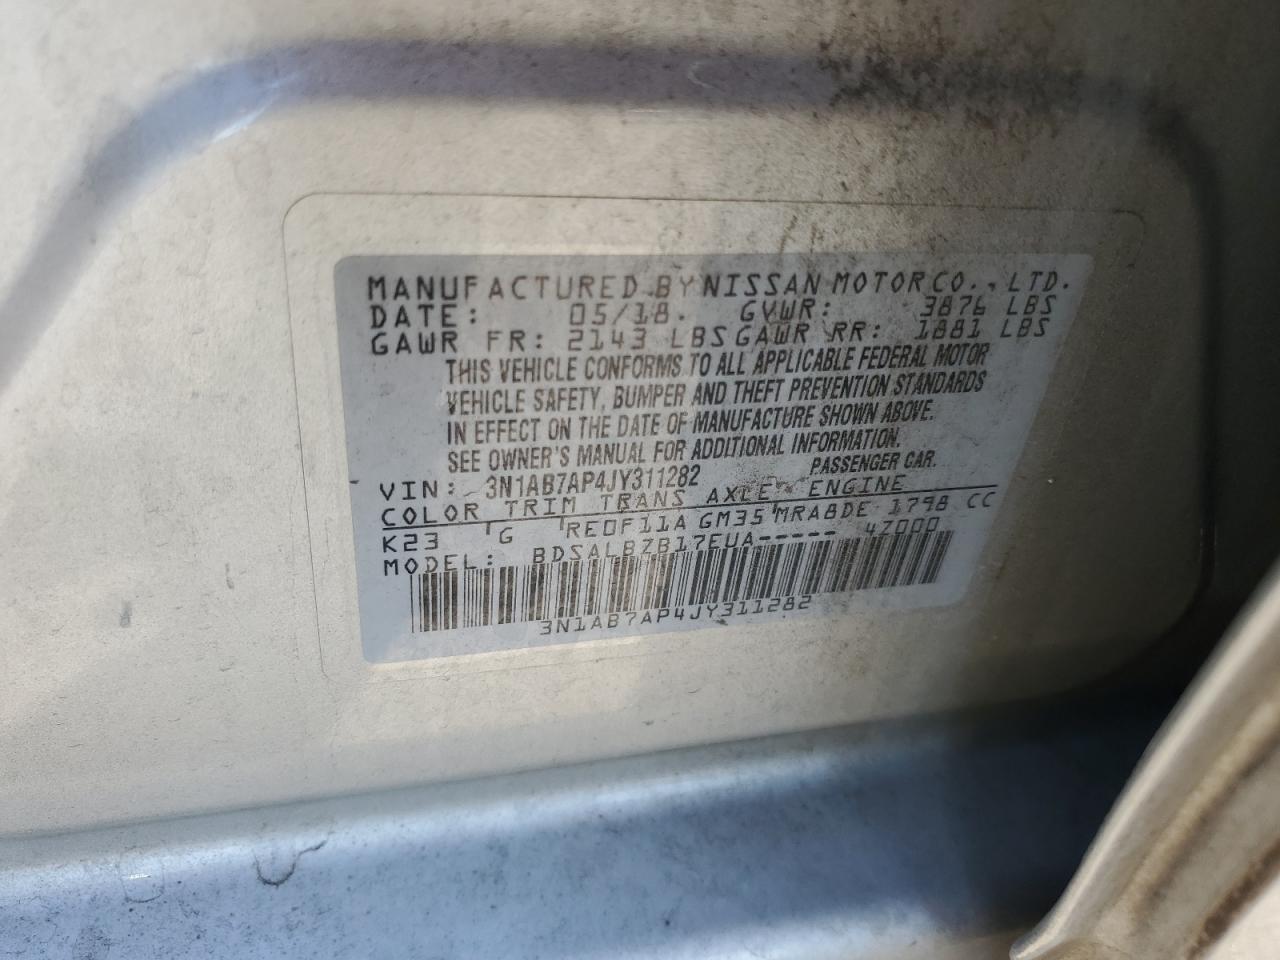 MANUFACTURED BY NISSAN MOTOR CO., LTD.
DATE: 05/18. GVWR: 3876 LBS
GAWR FR: 2143 LBS GAWR RR: 1881 LBS
THIS VEHICLE CONFORMS TO ALL APPLICABLE FEDERAL MOTOR
VEHICLE SAFETY, BUMPER AND THEFT PREVENTION STANDARDS
IN EFFECT ON THE DATE OF MANUFACTURE SHOWN ABOVE.
SEE OWNER'S MANUAL FOR ADDITIONAL INFORMATION.
VIN: 3N1AB7AP4JY311282 PASSENGER CAR.
COLOR TRIM TRANS AXLE ENGINE
K23 G RE0F11A GM35 MRA8DE 1798 CC
MODEL: BDSALBZB17EUA----- 4Z000
3N1AB7AP4JY311282